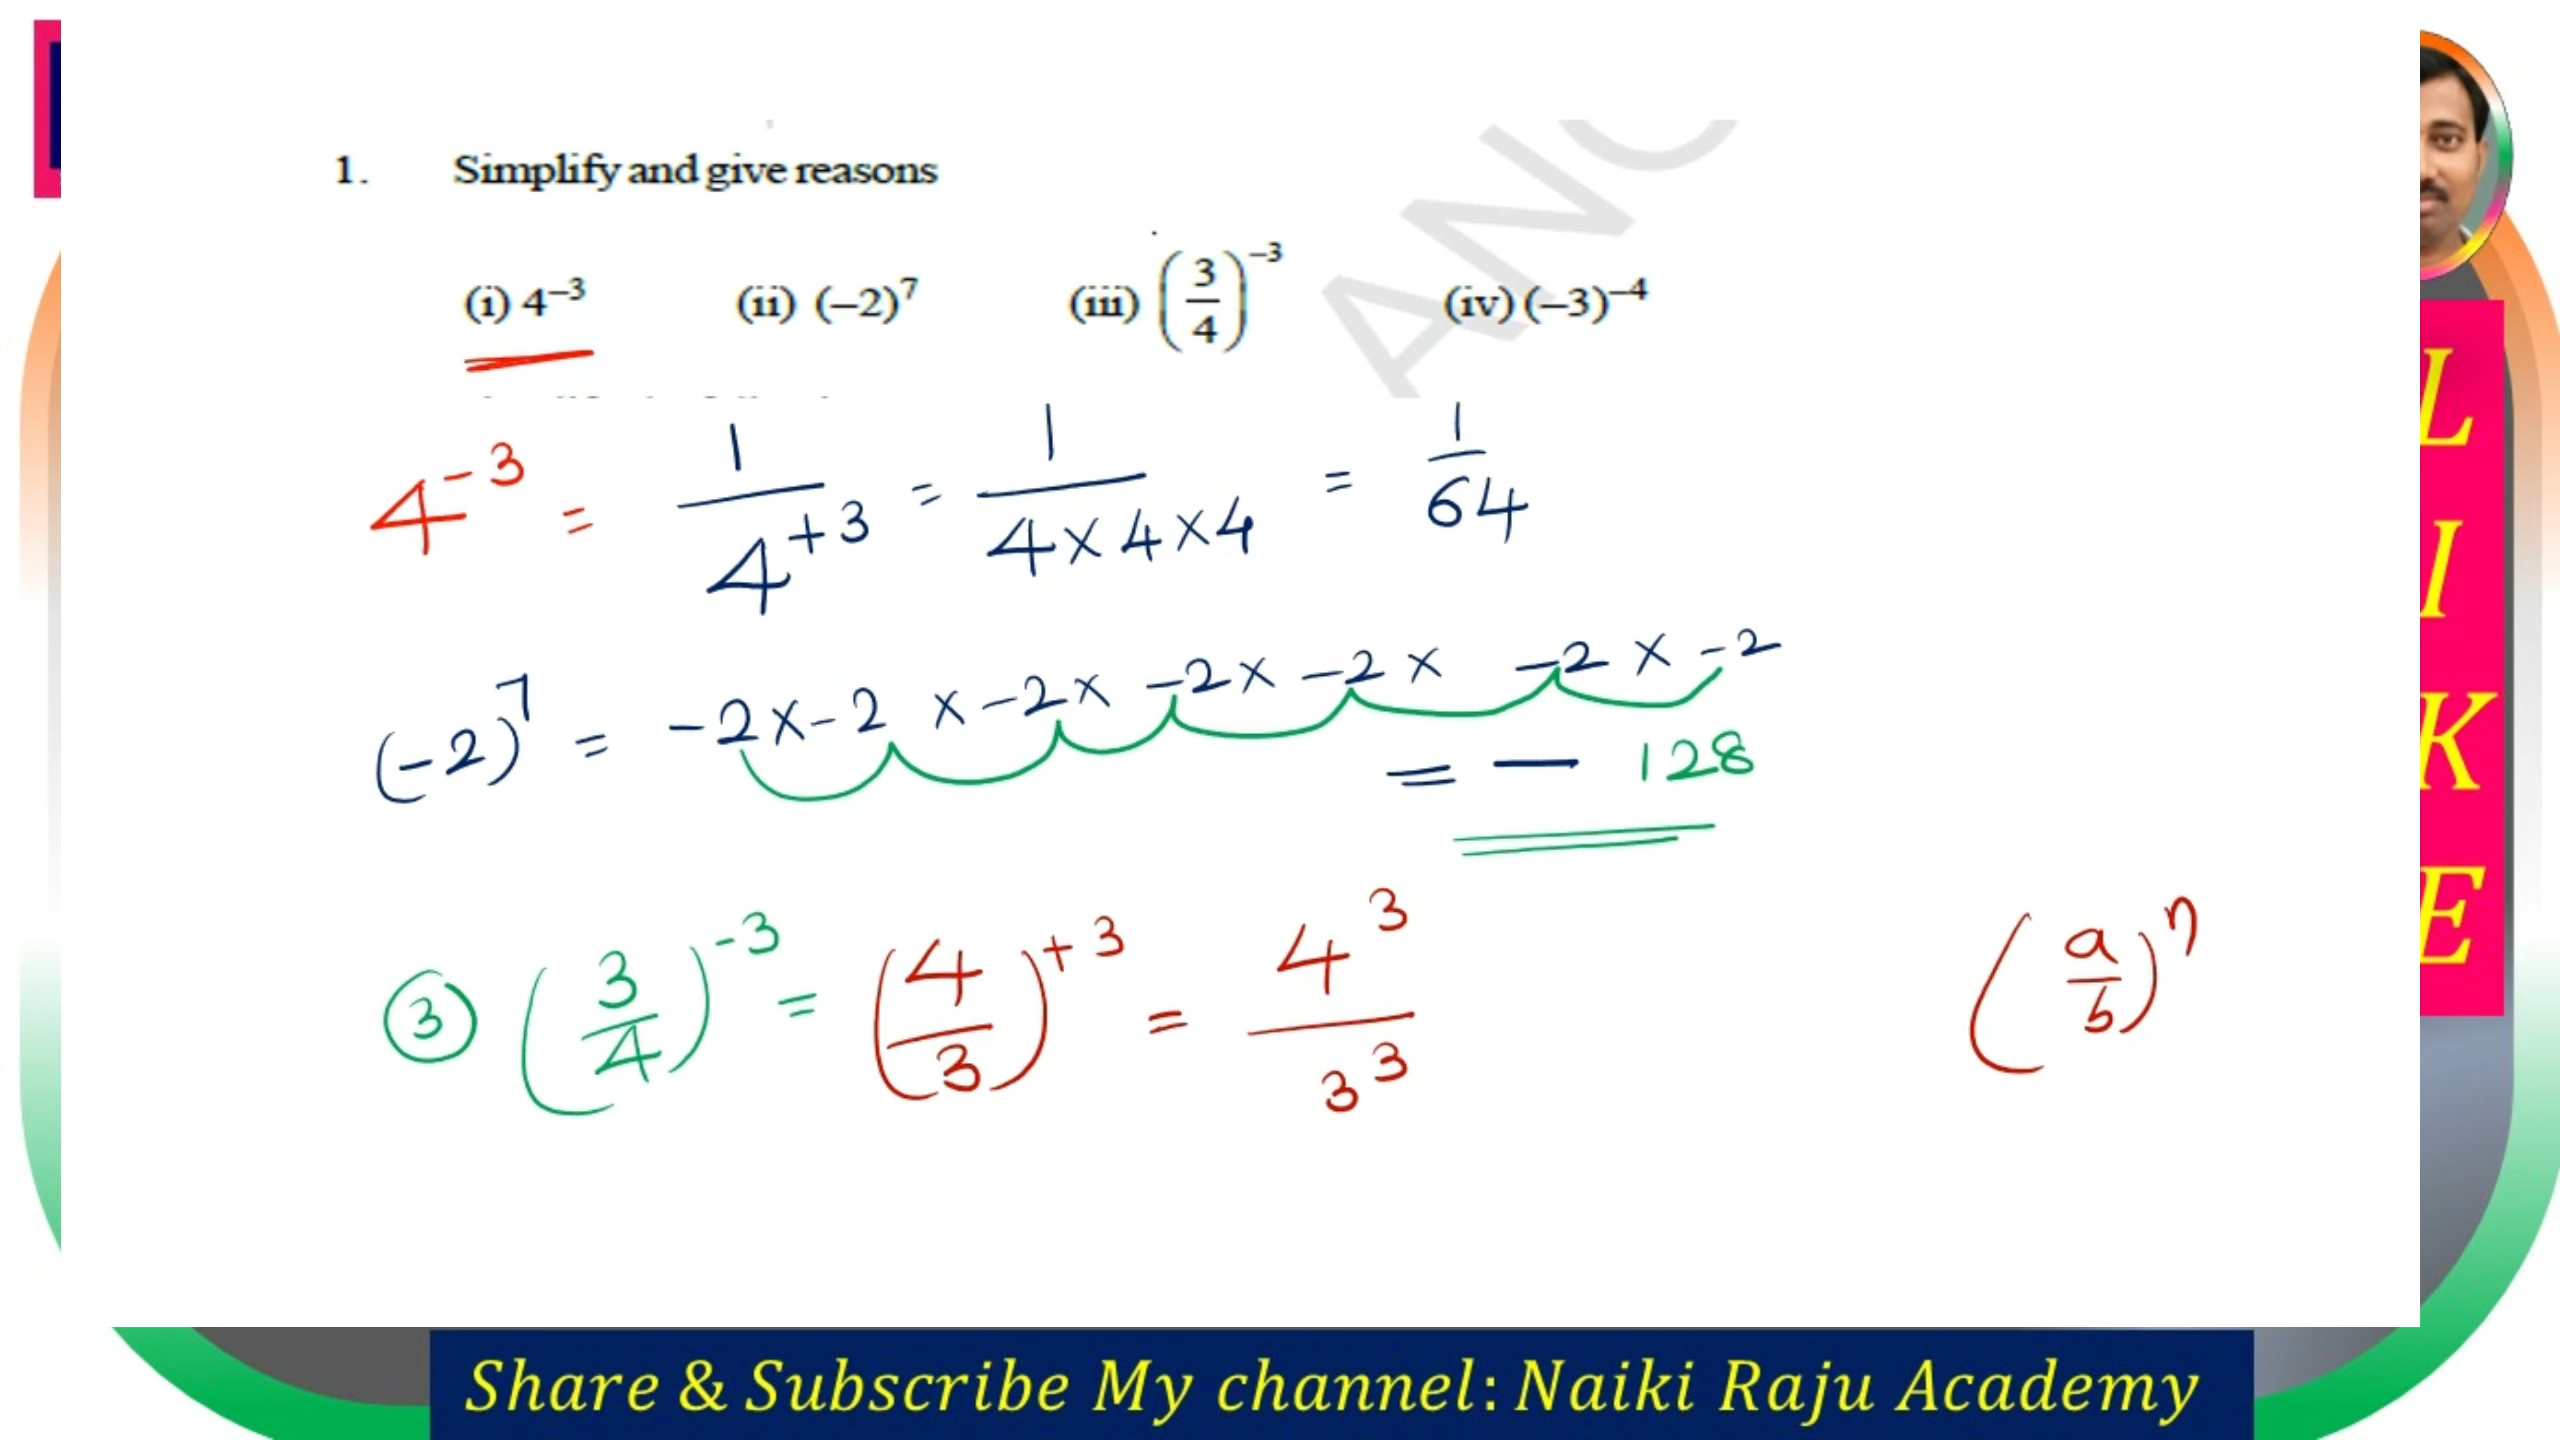 1. Simplify and give reasons
(i) 4⁻³ (ii) (–2)⁷ (iii) (3/4)⁻³ (iv) (–3)⁻⁴
ANC
4⁻³ = 1/4⁺³ = 1/4×4×4 = 1/64
(-2)⁷ = -2×-2×-2×-2×-2×-2×-2
= -128
③ (3/4)⁻³ = (4/3)⁺³ = 4³/3³
(a/b)ⁿ
L
I
K
E
Share & Subscribe My channel: Naiki Raju Academy